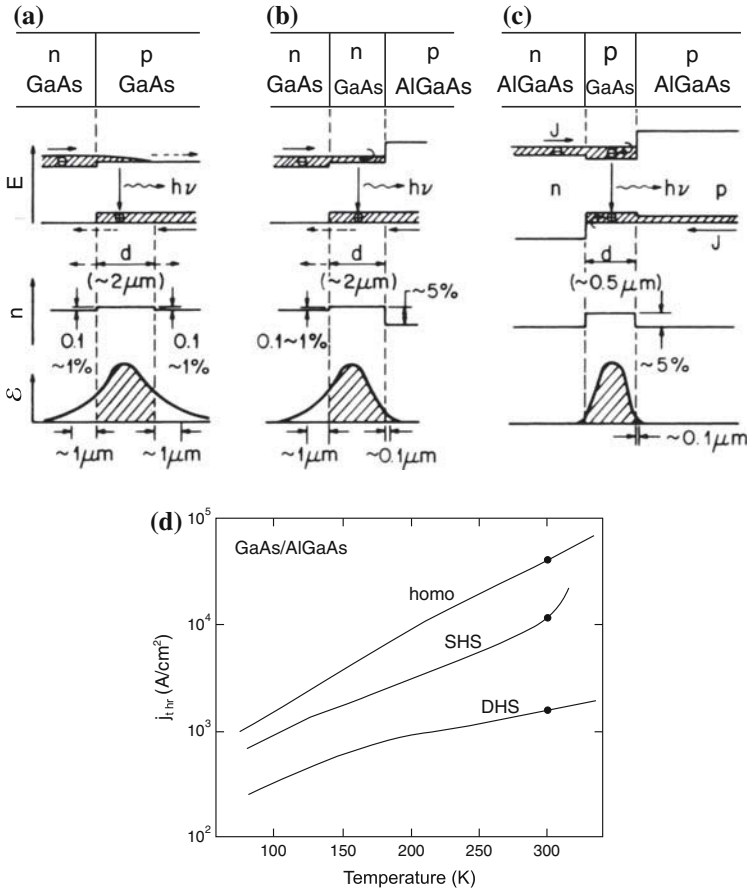 (a)
n
GaAs
p
GaAs
E
hν
d
(~2μm)
n
0.1
~1%
0.1
~1%
ℰ
~1μm
~1μm
(b)
n
GaAs
n
GaAs
p
AlGaAs
hν
d
(~2μm)
~5%
0.1~1%
~1μm
~0.1μm
(c)
n
AlGaAs
p
GaAs
p
AlGaAs
J
n
hν
p
J
d
(~0.5μm)
~5%
~0.1μm
(d)
GaAs/AlGaAs
homo
SHS
DHS
10⁵
10⁴
10³
10²
j_thr (A/cm²)
100 150 200 250 300
Temperature (K)